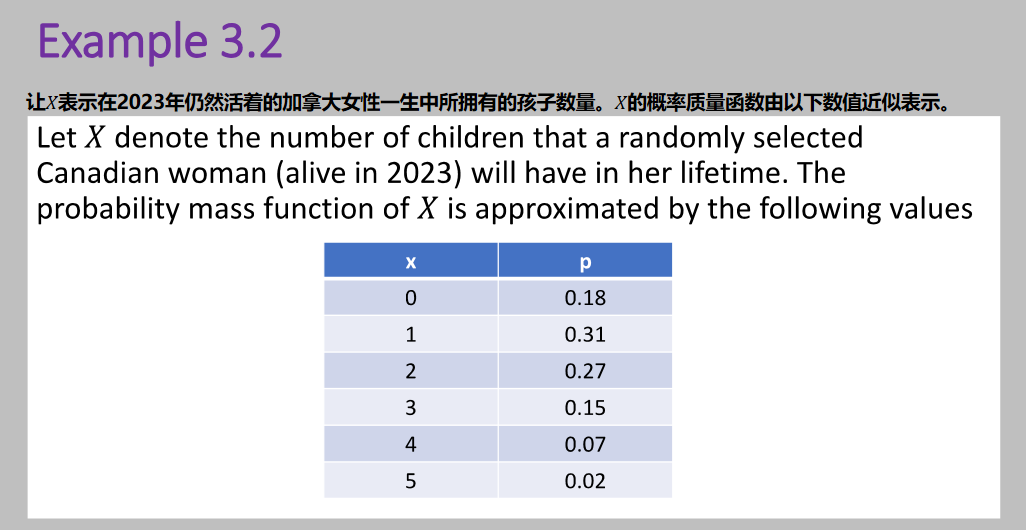 Example 3.2
让X表示在2023年仍然活着的加拿大女性一生中所拥有的孩子数量。X的概率质量函数由以下数值近似表示。
Let X denote the number of children that a randomly selected
Canadian woman (alive in 2023) will have in her lifetime. The
probability mass function of X is approximated by the following values
x p
0 0.18
1 0.31
2 0.27
3 0.15
4 0.07
5 0.02